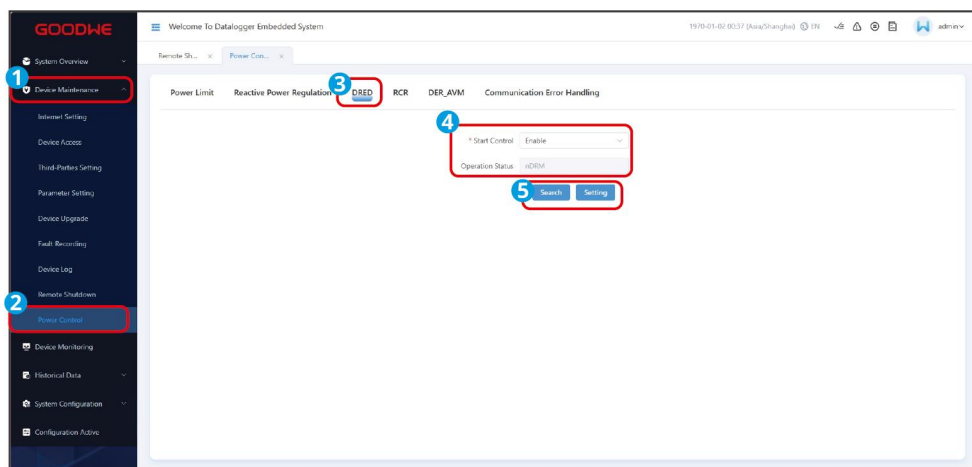 GOODWE
Welcome To Datalogger Embedded System
1970-01-02 00:37 (Asia/Shanghai) EN
admin
System Overview
Remote Sh... × Power Con... ×
1
Device Maintenance
3
Power Limit Reactive Power Regulation DRED RCR DER_AVM Communication Error Handling
Internet Setting
4
Device Access
* Start Control Enable
Third-Parties Setting
Operation Status nDRM
Parameter Setting
5
Search Setting
Device Upgrade
Fault Recording
Device Log
Remote Shutdown
2
Power Control
Device Monitoring
Historical Data
System Configuration
Configuration Active